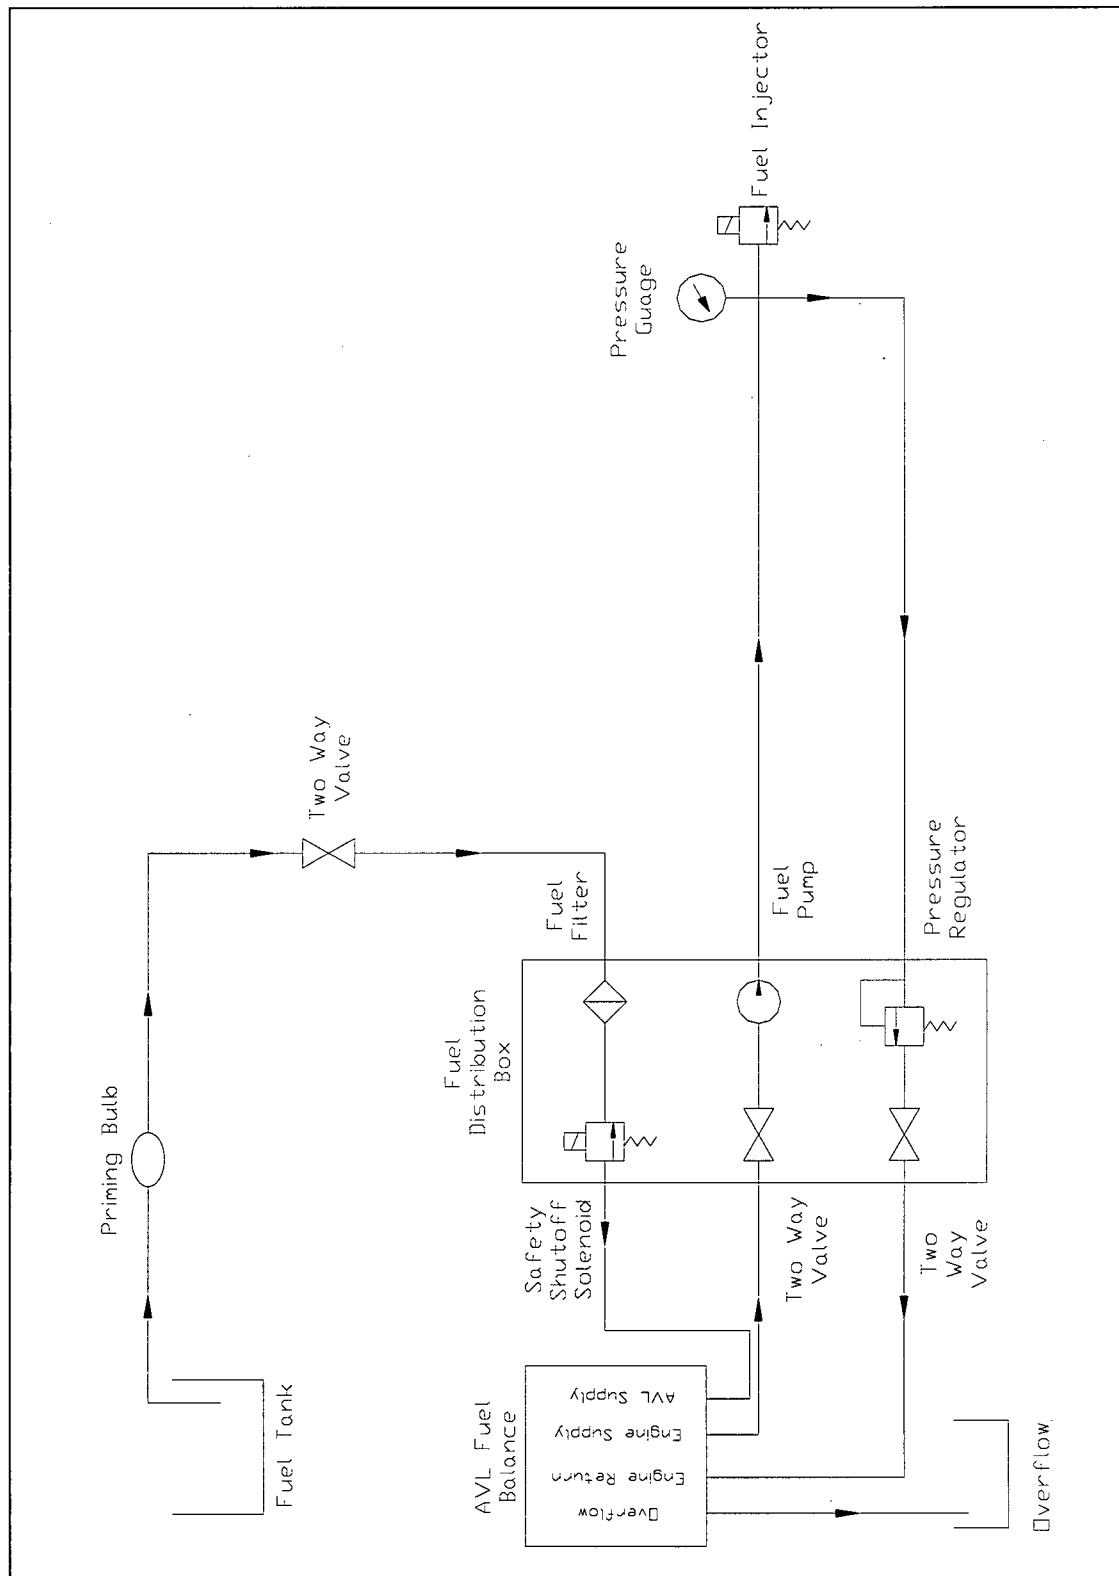 Fuel Tank
Priming Bulb
Two Way
Valve
Fuel
Filter
Fuel
Distribution
Box
Safety
Shutoff
Solenoid
AVL Fuel
Balance
AVL Supply
Engine Supply
Engine Return
Overflow
Two Way
Valve
Fuel
Pump
Pressure
Guage
Fuel Injector
Pressure
Regulator
Two
Way
Valve
Overflow